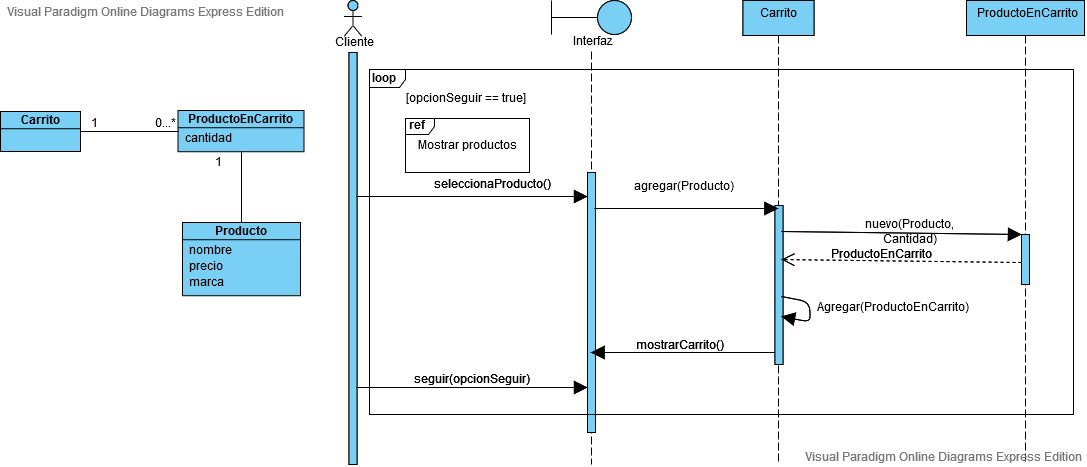 Visual Paradigm Online Diagrams Express Edition
Carrito
1
0...*
ProductoEnCarrito
cantidad
1
Producto
nombre
precio
marca
Cliente
Interfaz
Carrito
ProductoEnCarrito
loop
[opcionSeguir == true]
ref
Mostrar productos
seleccionaProducto()
agregar(Producto)
nuevo(Producto,
Cantidad)
ProductoEnCarrito
Agregar(ProductoEnCarrito)
mostrarCarrito()
seguir(opcionSeguir)
Visual Paradigm Online Diagrams Express Edition